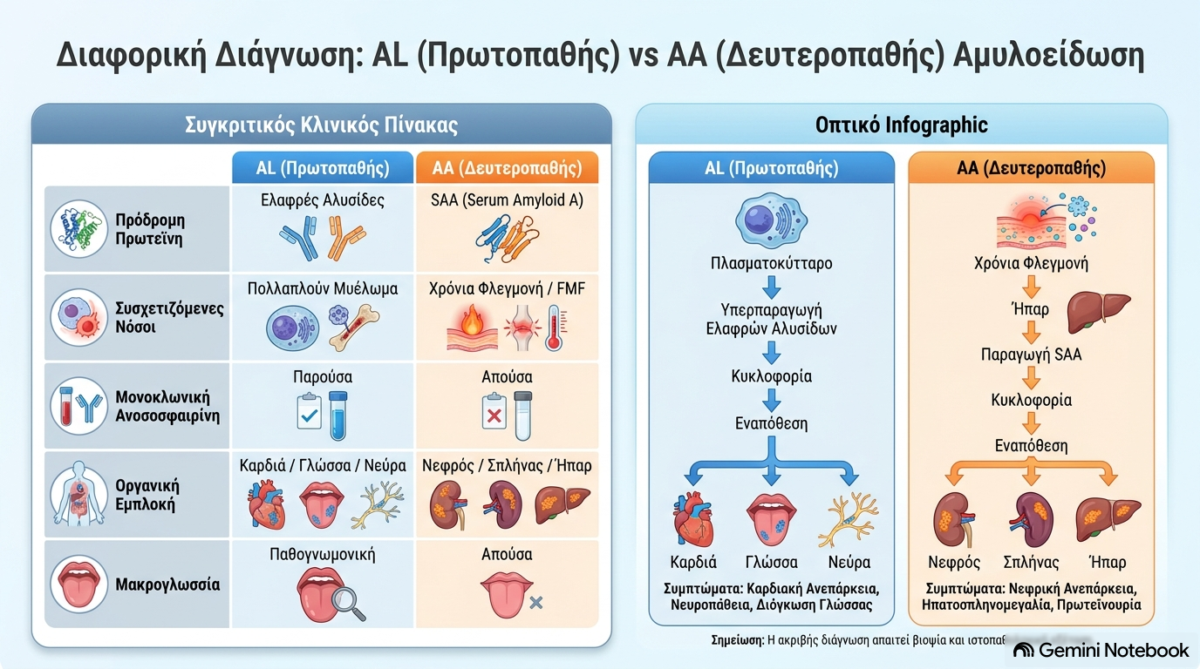 Διαφορική Διάγνωση: AL (Πρωτοπαθής) vs AA (Δευτεροπαθής) Αμυλοείδωση
Συγκριτικός Κλινικός Πίνακας
AL (Πρωτοπαθής)
AA (Δευτεροπαθής)
Πρόδρομη
Πρωτεΐνη
Ελαφρές Αλυσίδες
SAA (Serum Amyloid A)
Συσχετιζόμενες
Νόσοι
Πολλαπλούν Μυέλωμα
Χρόνια Φλεγμονή / FMF
Μονοκλωνική
Ανοσοσφαιρίνη
Παρούσα
Απούσα
Οργανική
Εμπλοκή
Καρδιά / Γλώσσα / Νεύρα
Νεφρός / Σπλήνας / Ήπαρ
Μακρογλωσσία
Παθογνωμονική
Απούσα
Οπτικό Infographic
AL (Πρωτοπαθής)
Πλασματοκύτταρο
Υπερπαραγωγή
Ελαφρών Αλυσίδων
Κυκλοφορία
Εναπόθεση
Καρδιά
Γλώσσα
Νεύρα
Συμπτώματα: Καρδιακή Ανεπάρκεια,
Νευροπάθεια, Διόγκωση Γλώσσας
AA (Δευτεροπαθής)
Χρόνια Φλεγμονή
Ήπαρ
Παραγωγή SAA
Κυκλοφορία
Εναπόθεση
Νεφρός
Σπλήνας
Ήπαρ
Συμπτώματα: Νεφρική Ανεπάρκεια,
Ηπατοσπληνομεγαλία, Πρωτεϊνουρία
Σημείωση: Η ακριβής διάγνωση απαιτεί βιοψία και
Gemini Notebook